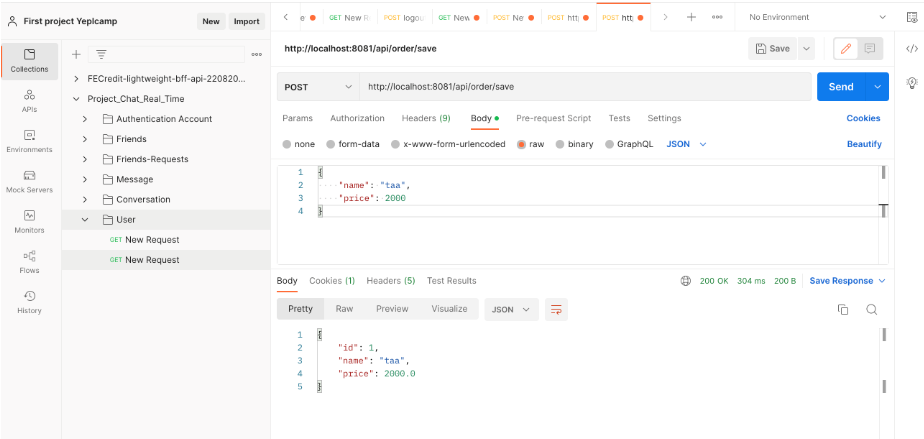 First project Yeplcamp
New Import
e GET New R POST logou GET New POST Ne POST htt POST htt No Environment
http://localhost:8081/api/order/save
Save
Collections
APIs
Environments
Mock Servers
Monitors
Flows
History
FECredit-lightweight-bff-api-220820...
Project_Chat_Real_Time
Authentication Account
Friends
Friends-Requests
Message
Conversation
User
GET New Request
GET New Request
POST http://localhost:8081/api/order/save Send
Params Authorization Headers (9) Body Pre-request Script Tests Settings Cookies
none form-data x-www-form-urlencoded raw binary GraphQL JSON Beautify
1 {
2 "name": "taa",
3 "price": 2000
4 }
Body Cookies (1) Headers (5) Test Results 200 OK 304 ms 200 B Save Response
Pretty Raw Preview Visualize JSON
1 {
2 "id": 1,
3 "name": "taa",
4 "price": 2000.0
5 }